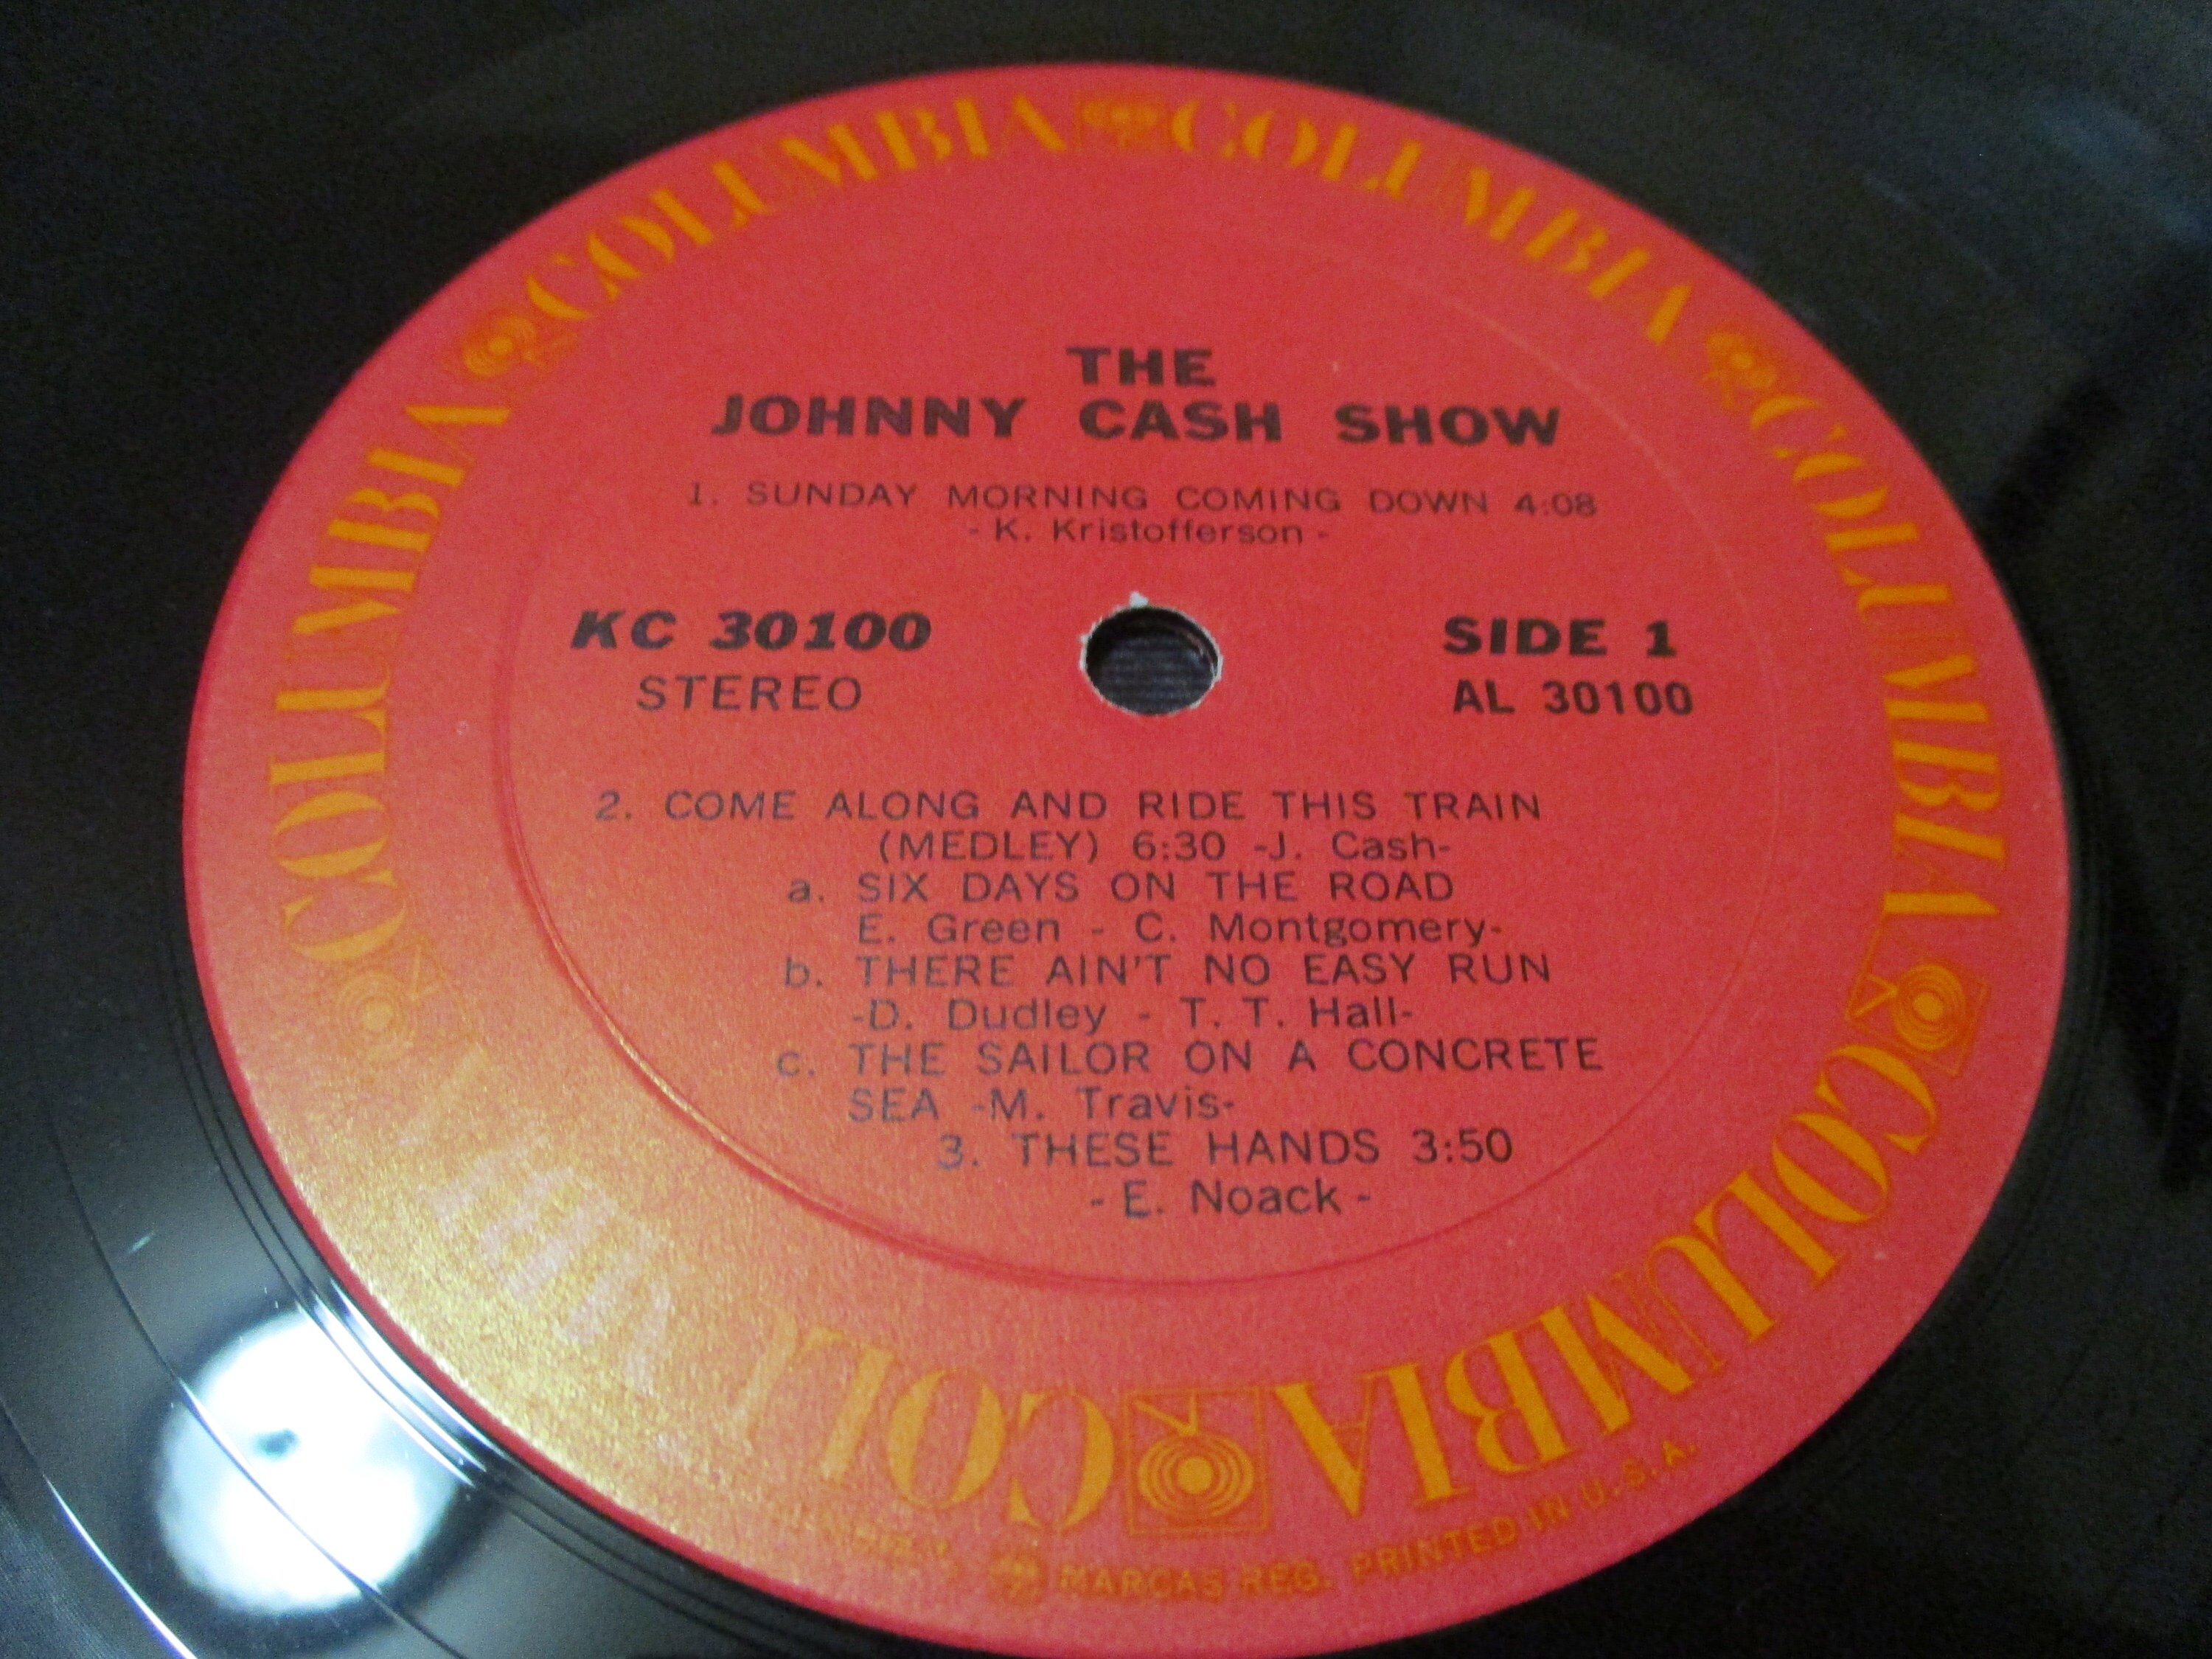 COLUMBIA COLUMBIA COLUMBIA COLUMBIA COLUMBIA COLUMBIA
THE
JOHNNY CASH SHOW
1. SUNDAY MORNING COMING DOWN 4:08
- K. Kristofferson -
KC 30100
STEREO
SIDE 1
AL 30100
2. COME ALONG AND RIDE THIS TRAIN
(MEDLEY) 6:30 -J. Cash-
a. SIX DAYS ON THE ROAD
E. Green - C. Montgomery-
b. THERE AIN'T NO EASY RUN
-D. Dudley - T. T. Hall-
c. THE SAILOR ON A CONCRETE
SEA -M. Travis-
3. THESE HANDS 3:50
- E. Noack -
MARCAS REG. PRINTED IN U.S.A.